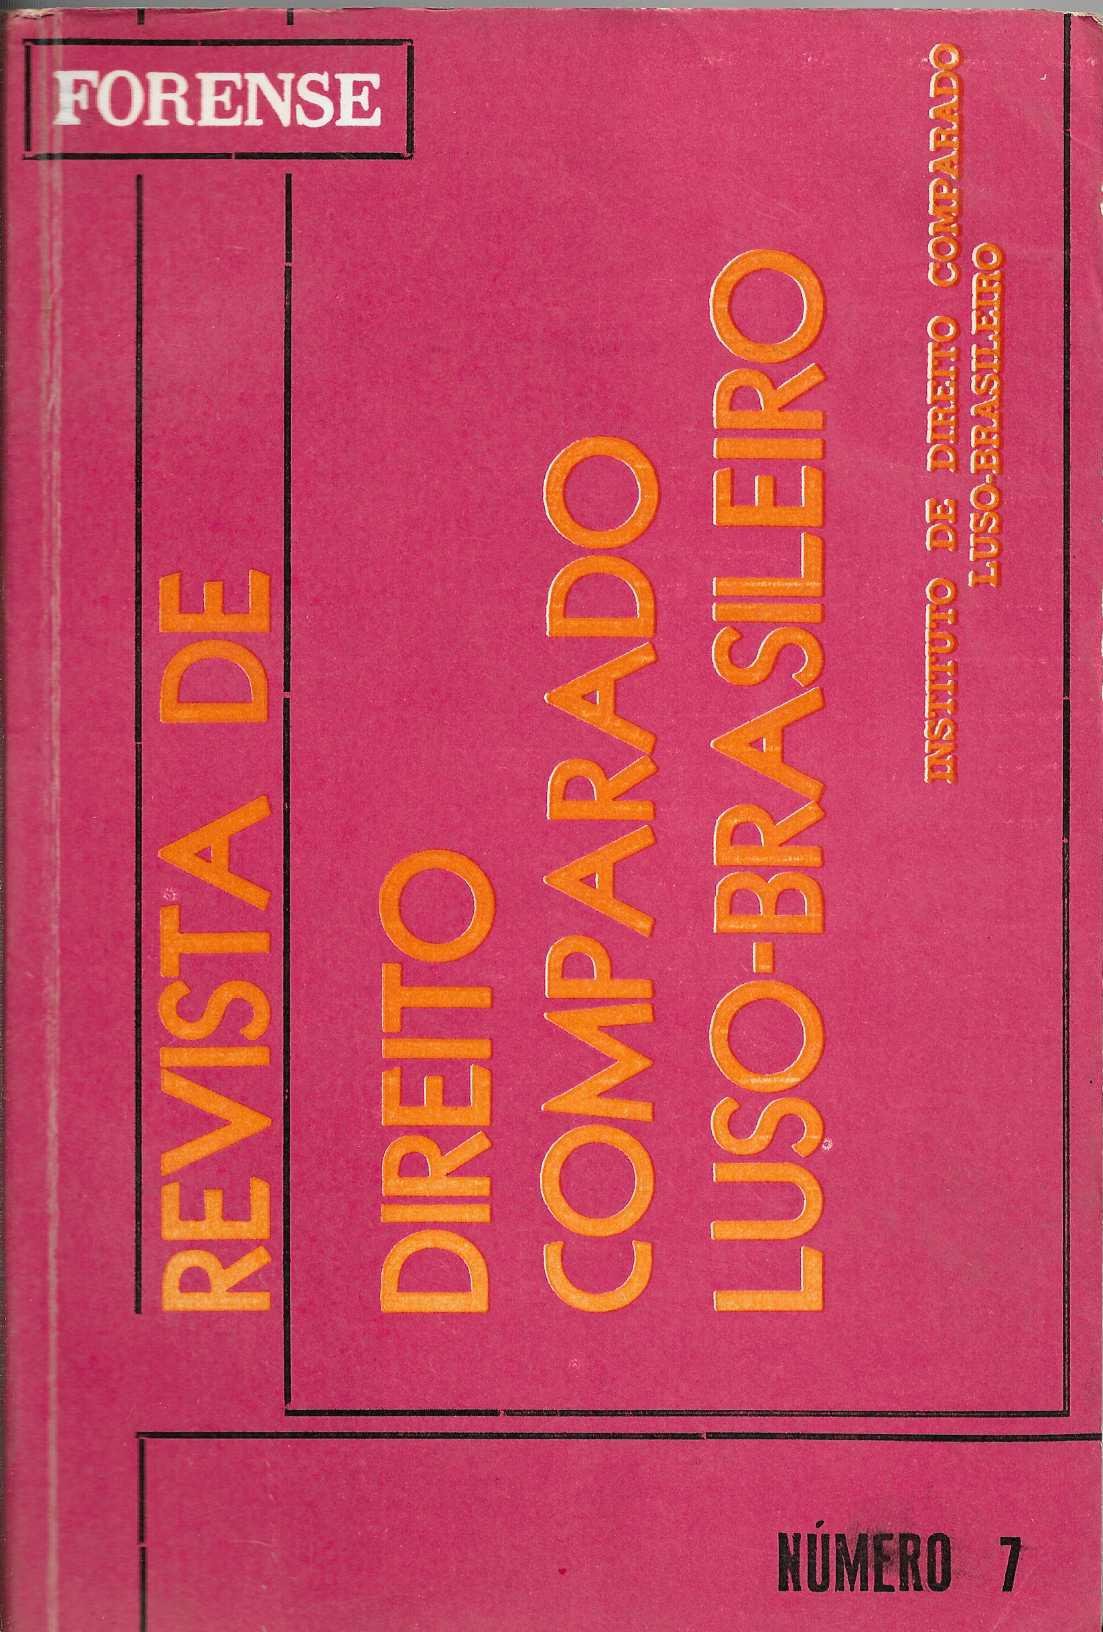 FORENSE
REVISTA DE
DIREITO
COMPARADO
LUSO-BRASILEIRO
INSTITUTO DE DIREITO COMPARADO
LUSO-BRASILEIRO
NÚMERO 7